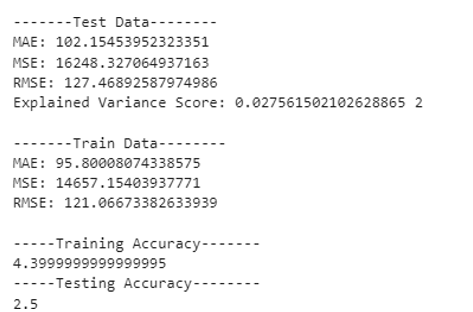 -------Test Data--------
MAE: 102.15453952323351
MSE: 16248.327064937163
RMSE: 127.46892587974986
Explained Variance Score: 0.027561502102628865 2
-------Train Data--------
MAE: 95.80008074338575
MSE: 14657.15403937771
RMSE: 121.06673382633939
-----Training Accuracy-------
4.3999999999999995
-----Testing Accuracy--------
2.5